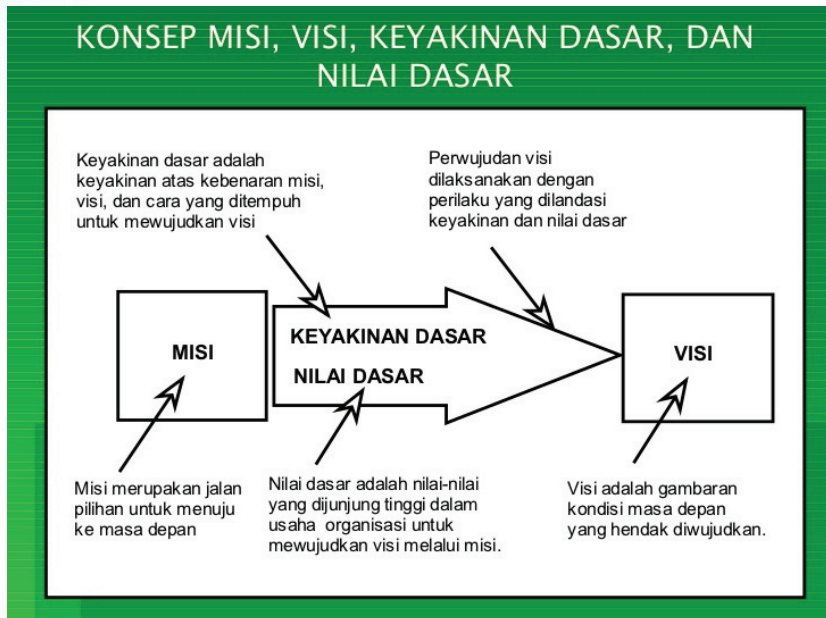 KONSEP MISI, VISI, KEYAKINAN DASAR, DAN
NILAI DASAR
Keyakinan dasar adalah
keyakinan atas kebenaran misi,
visi, dan cara yang ditempuh
untuk mewujudkan visi
Perwujudan visi
dilaksanakan dengan
perilaku yang dilandasi
keyakinan dan nilai dasar
MISI
KEYAKINAN DASAR
NILAI DASAR
VISI
Misi merupakan jalan
pilihan untuk menuju
ke masa depan
Nilai dasar adalah nilai-nilai
yang dijunjung tinggi dalam
usaha organisasi untuk
mewujudkan visi melalui misi.
Visi adalah gambaran
kondisi masa depan
yang hendak diwujudkan.